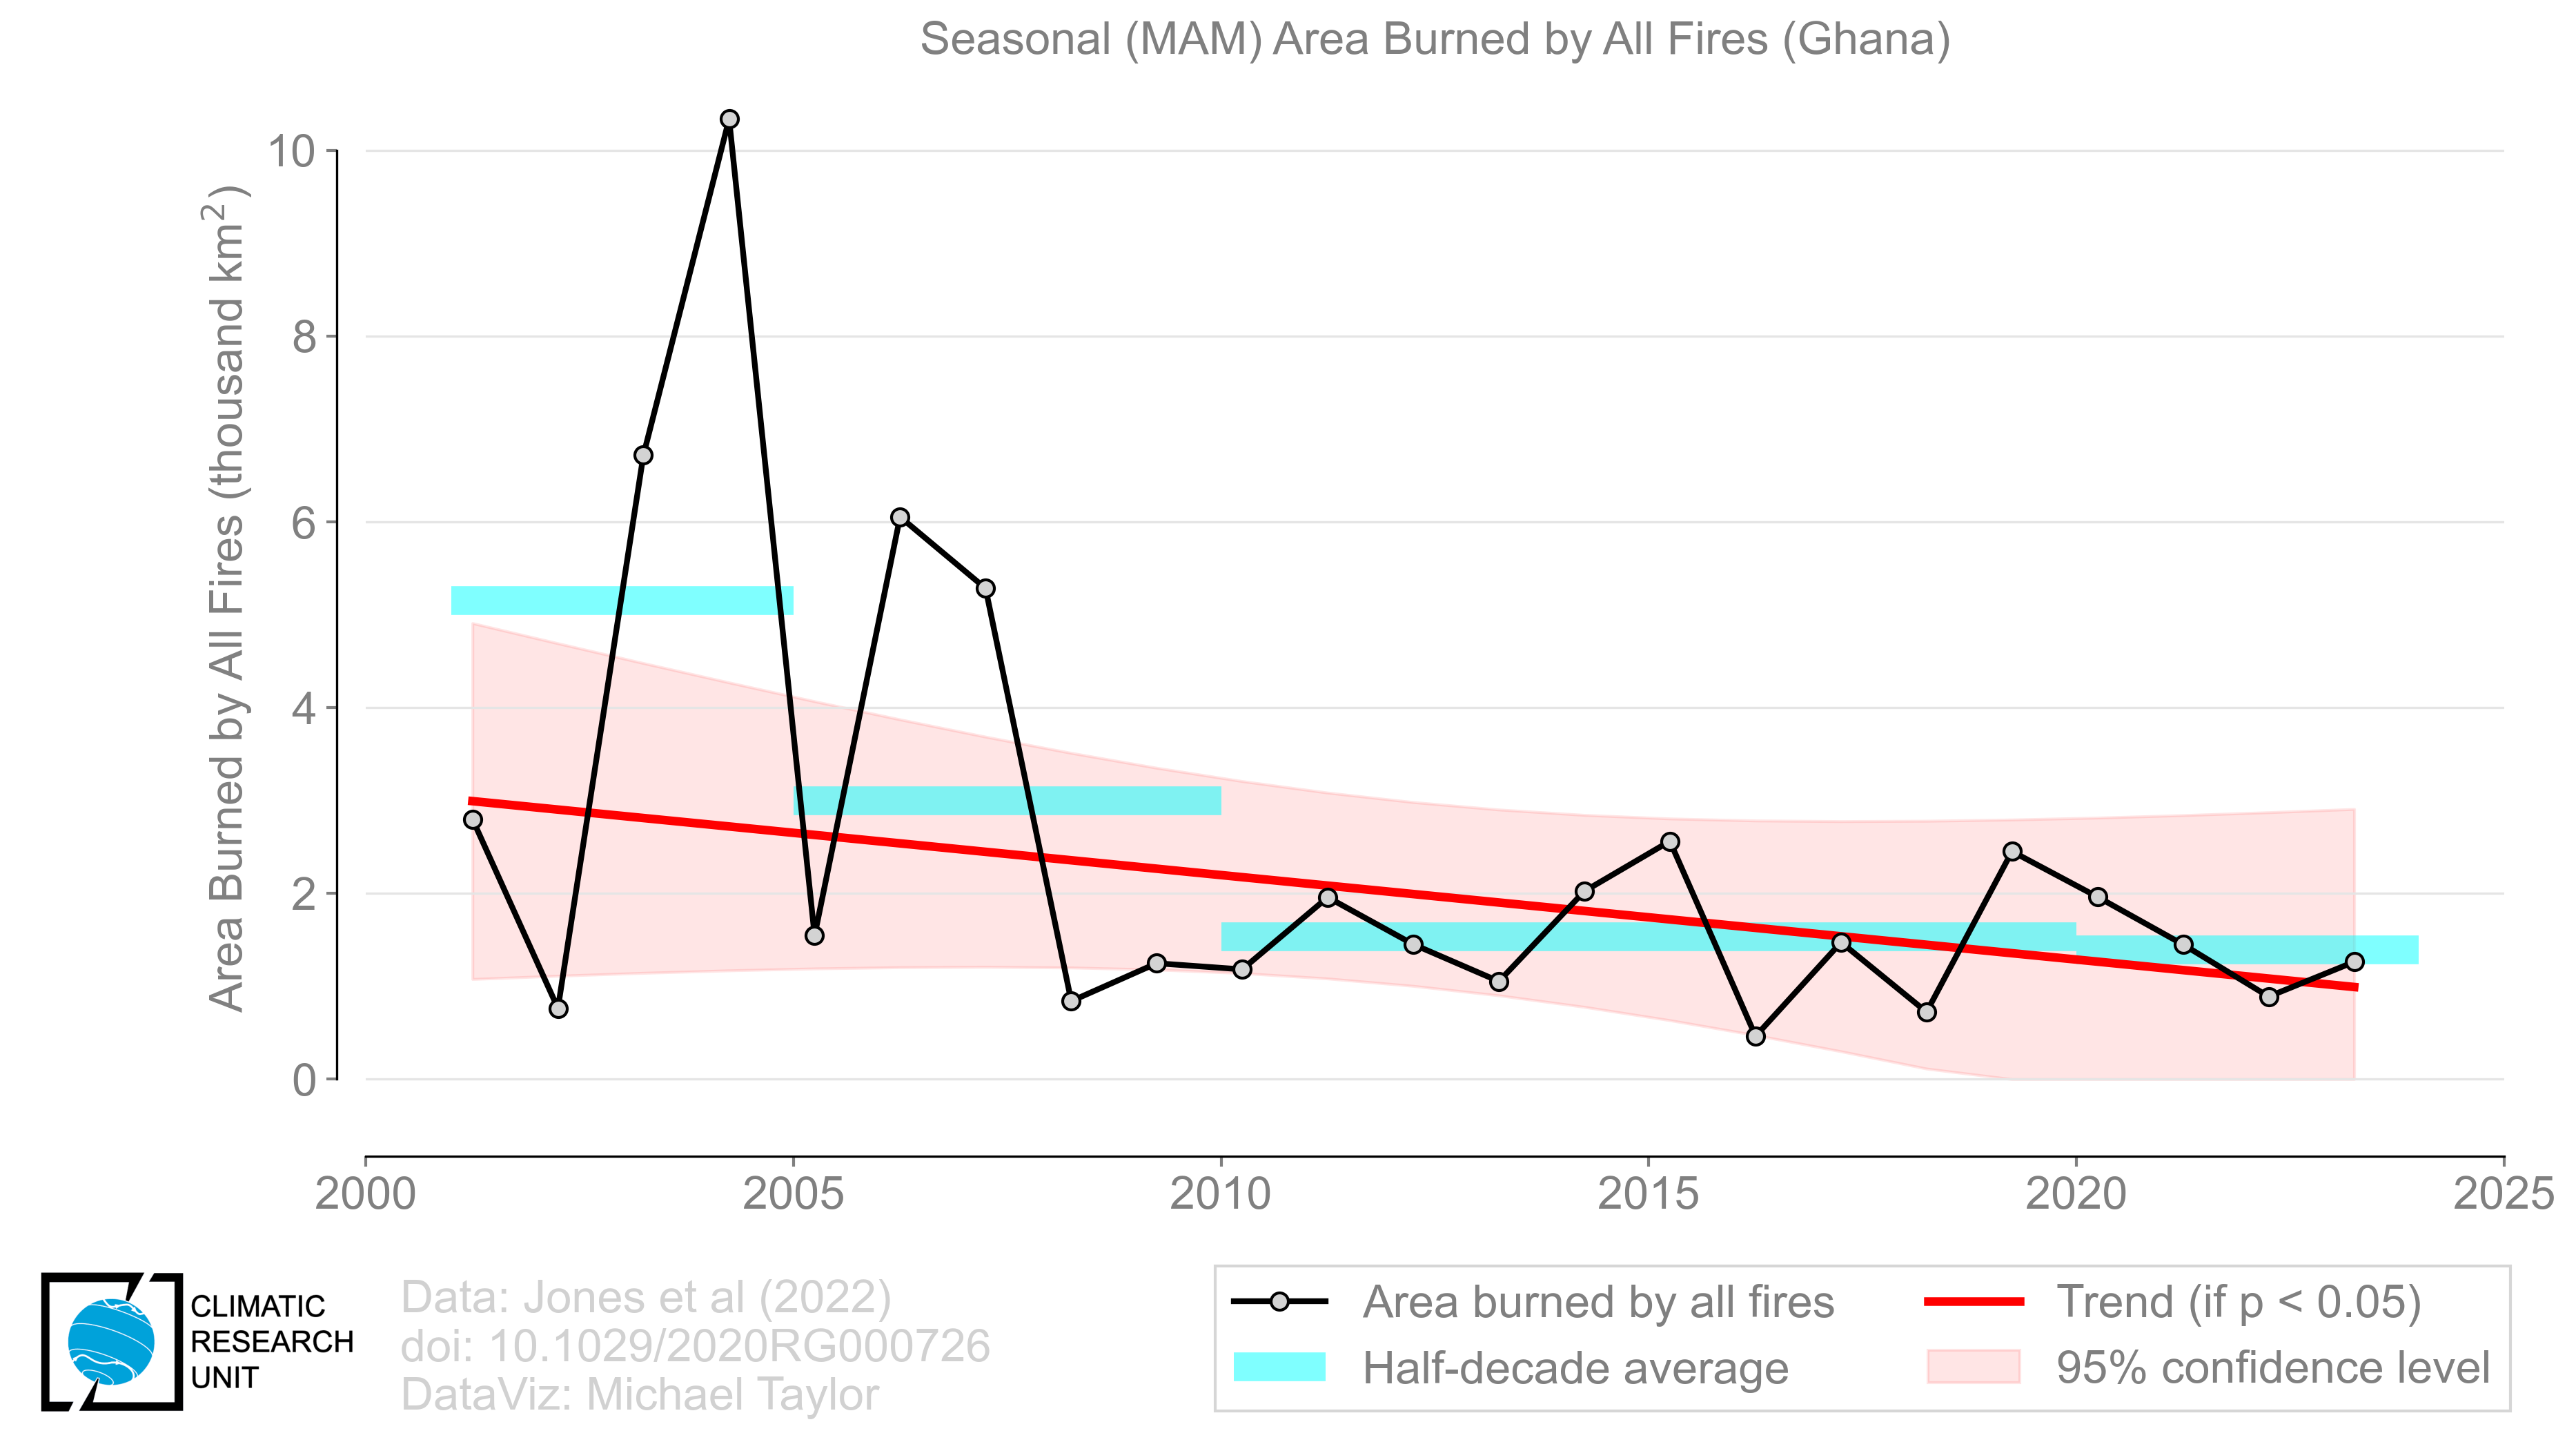 Seasonal (MAM) Area Burned by All Fires (Ghana)
Area Burned by All Fires (thousand km²)
10
8
6
4
2
0
2000 2005 2010 2015 2020 2025
CLIMATIC
RESEARCH
UNIT
Data: Jones et al (2022)
doi: 10.1029/2020RG000726
DataViz: Michael Taylor
Area burned by all fires
Half-decade average
Trend (if p < 0.05)
95% confidence level